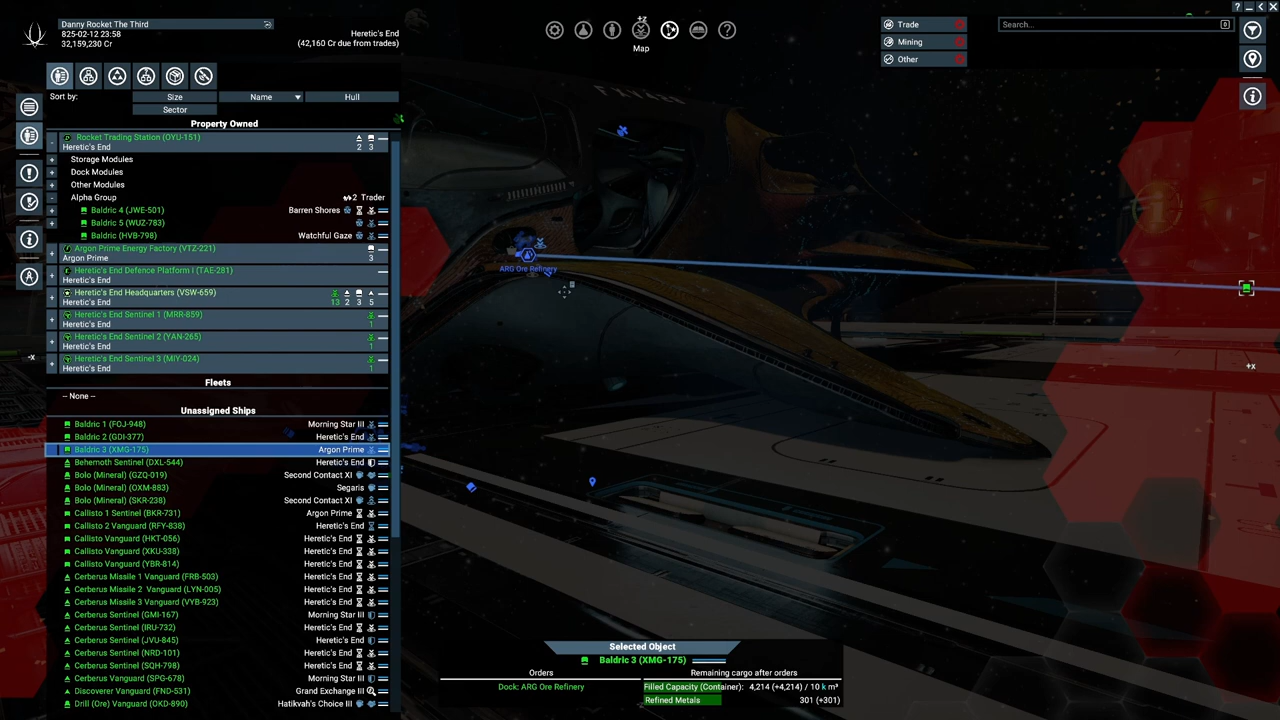 Danny Rocket The Third
825-02-12 23:58
32,159,230 Cr
Heretic's End
(42,160 Cr due from trades)
Map
Trade
Mining
Other
Search...
Sort by:
Size
Name
Hull
Sector
Property Owned
Rocket Trading Station (OYU-151)
Heretic's End 2 3
Storage Modules
Dock Modules
Other Modules
Alpha Group 2 Trader
Baldric 4 (JWE-501) Barren Shores
Baldric 5 (WUZ-783)
Baldric (HVB-798) Watchful Gaze
Argon Prime Energy Factory (VTZ-221)
Argon Prime 3
Heretic's End Defence Platform I (TAE-281)
Heretic's End
Heretic's End Headquarters (VSW-659)
Heretic's End 13 2 3 5
Heretic's End Sentinel 1 (MRR-859)
Heretic's End 1
Heretic's End Sentinel 2 (YAN-265)
Heretic's End 1
Heretic's End Sentinel 3 (MIY-024)
Heretic's End 1
Fleets
-- None --
Unassigned Ships
Baldric 1 (FOJ-948) Morning Star III
Baldric 2 (GDI-377) Heretic's End
Baldric 3 (XMG-175) Argon Prime
Behemoth Sentinel (DXL-544) Heretic's End
Bolo (Mineral) (GZQ-019) Second Contact XI
Bolo (Mineral) (OXM-883) Segaris
Bolo (Mineral) (SKR-238) Second Contact XI
Callisto 1 Sentinel (BKR-731) Argon Prime
Callisto 2 Vanguard (RFY-838) Heretic's End
Callisto Vanguard (HKT-056) Heretic's End
Callisto Vanguard (XKU-338) Heretic's End
Callisto Vanguard (YBR-814) Heretic's End
Cerberus Missile 1 Vanguard (FRB-503) Heretic's End
Cerberus Missile 2 Vanguard (LYN-005) Heretic's End
Cerberus Missile 3 Vanguard (VYB-923) Heretic's End
Cerberus Sentinel (GMI-167) Morning Star III
Cerberus Sentinel (IRU-732) Heretic's End
Cerberus Sentinel (JVU-845) Heretic's End
Cerberus Sentinel (NRD-101) Heretic's End
Cerberus Sentinel (SQH-798) Heretic's End
Cerberus Vanguard (SPG-678) Morning Star III
Discoverer Vanguard (FND-531) Grand Exchange III
Drill (Ore) Vanguard (OKD-890) Hatikvah's Choice III
ARG Ore Refinery
-x
+x
+z
Selected Object
Baldric 3 (XMG-175)
Orders
Remaining cargo after orders
Dock: ARG Ore Refinery
Filled Capacity (Container): 4,214 (+4,214) / 10 k m³
Refined Metals 301 (+301)